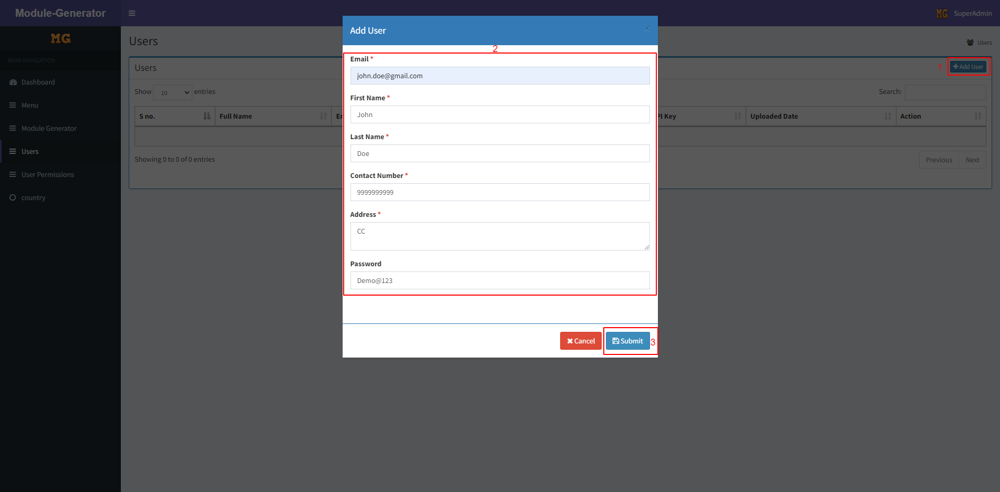 Module-Generator
SuperAdmin
MG
MG
MAIN NAVIGATION
Dashboard
Menu
Module Generator
Users
User Permissions
country
Users
Users
Users
1
Add User
Show 10 entries
Search:
S no.
Full Name
PI Key
Uploaded Date
Action
Showing 0 to 0 of 0 entries
Previous
Next
Add User
×
2
Email *
john.doe@gmail.com
First Name *
John
Last Name *
Doe
Contact Number *
9999999999
Address *
CC
Password
Demo@123
Cancel
Submit
3